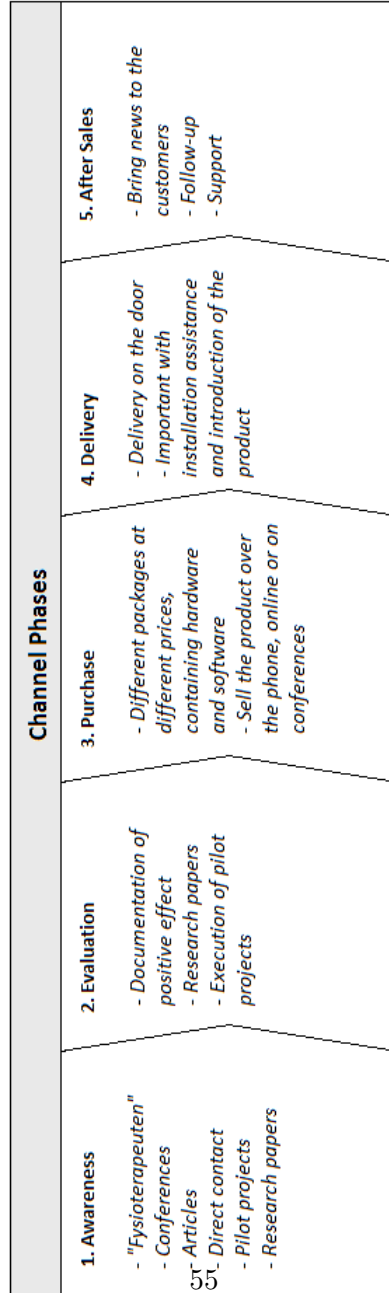 Channel Phases
1. Awareness
- "Fysioterapeuten"
- Conferences
- Articles
- Direct contact
- Pilot projects
- Research papers
2. Evaluation
- Documentation of
positive effect
- Research papers
- Execution of pilot
projects
3. Purchase
- Different packages at
different prices,
containing hardware
and software
- Sell the product over
the phone, online or on
conferences
4. Delivery
- Delivery on the door
- Important with
installation assistance
and introduction of the
product
5. After Sales
- Bring news to the
customers
- Follow-up
- Support
55